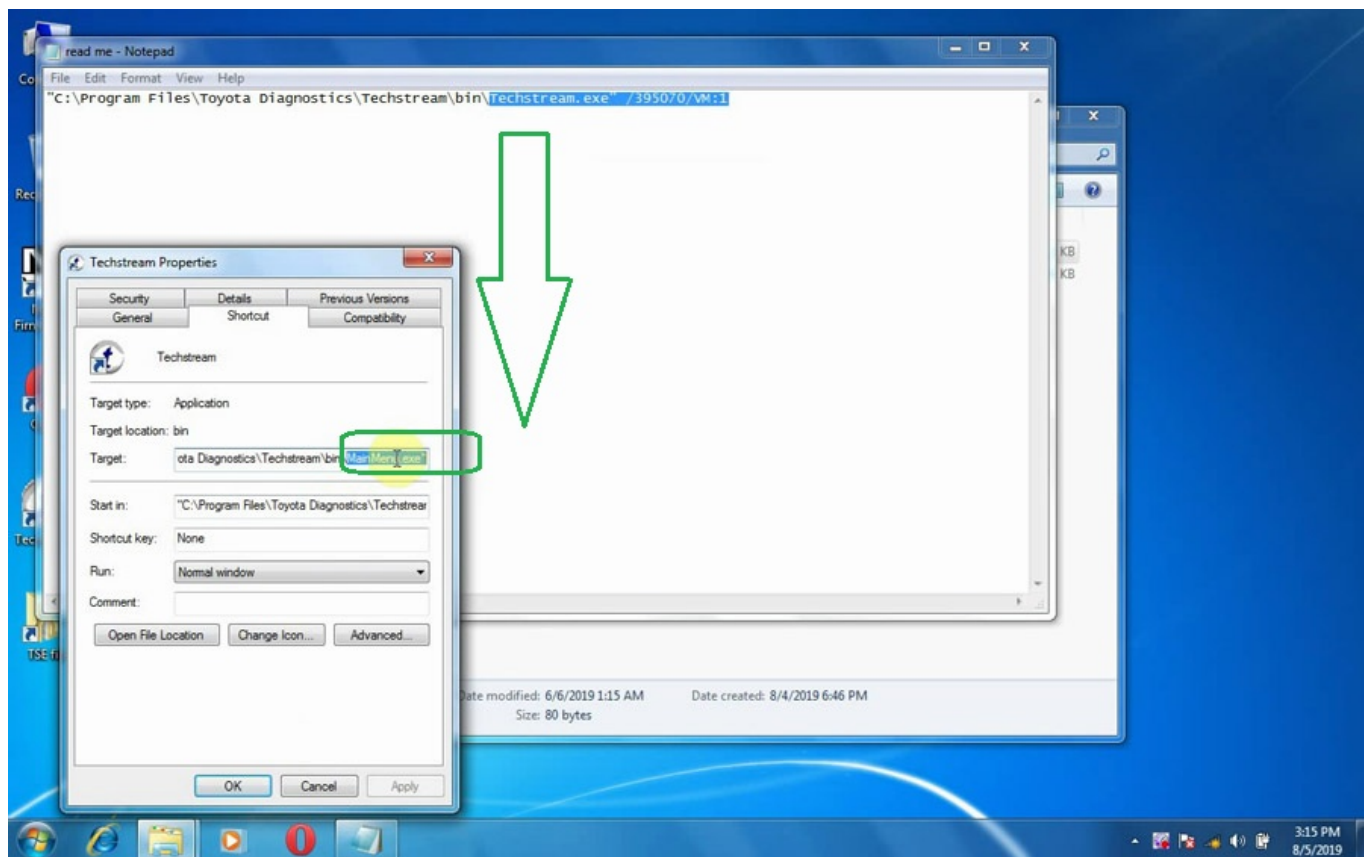 read me - Notepad
File Edit Format View Help
"C:\Program Files\Toyota Diagnostics\Techstream\bin\Techstream.exe" /395070/VM:1
KB
KB
Techstream Properties
Security Details Previous Versions
General Shortcut Compatibility
Techstream
Target type: Application
Target location: bin
Target: ota Diagnostics\Techstream\bin\MainMenu.exe"
Start in: "C:\Program Files\Toyota Diagnostics\Techstrear
Shortcut key: None
Run: Normal window
Comment:
Open File Location Change Icon... Advanced...
Date modified: 6/6/2019 1:15 AM Date created: 8/4/2019 6:46 PM
Size: 80 bytes
OK Cancel Apply
Co
Rec
Firm
Tec
TSE
3:15 PM
8/5/2019